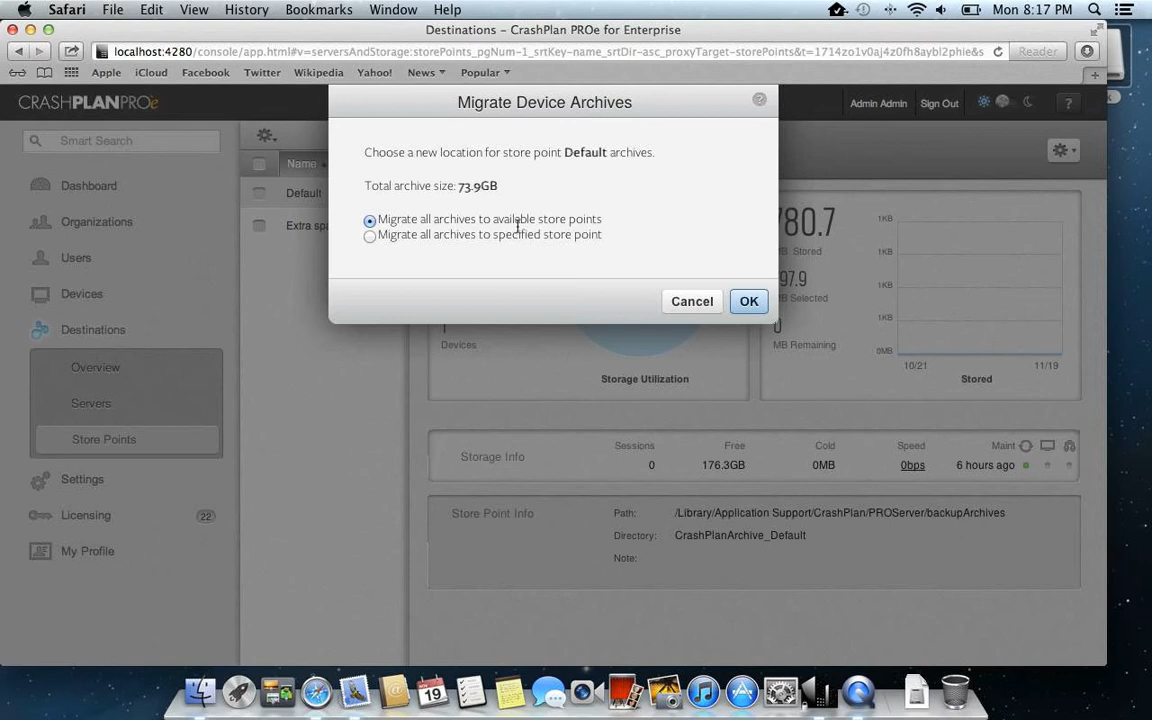 Safari File Edit View History Bookmarks Window Help Mon 8:17 PM
Destinations – CrashPlan PROe for Enterprise
localhost:4280/console/app.html#v=serversAndStorage:storePoints_pgNum-1_srtKey-name_srtDir-asc_proxyTarget-storePoints&t=1714zo1v0aj4z0fh8aybl2phie&s Reader
Apple iCloud Facebook Twitter Wikipedia Yahoo! News Popular
CRASHPLANPROe
Admin Admin Sign Out ?
Migrate Device Archives ?
Smart Search
Choose a new location for store point Default archives.
Total archive size: 73.9GB
Migrate all archives to available store points
Migrate all archives to specified store point
Cancel OK
Name
Default
Extra spa
Dashboard
Organizations
Users
Devices
Destinations
Overview
Servers
Store Points
Settings
Licensing 22
My Profile
Devices
Storage Utilization
780.7
MB Stored
97.9
MB Selected
0
MB Remaining
1KB
1KB
1KB
1KB
0MB
10/21 11/19
Stored
Storage Info
Sessions Free Cold Speed Maint
0 176.3GB 0MB 0bps 6 hours ago
Store Point Info
Path: /Library/Application Support/CrashPlan/PROServer/backupArchives
Directory: CrashPlanArchive_Default
Note:
19